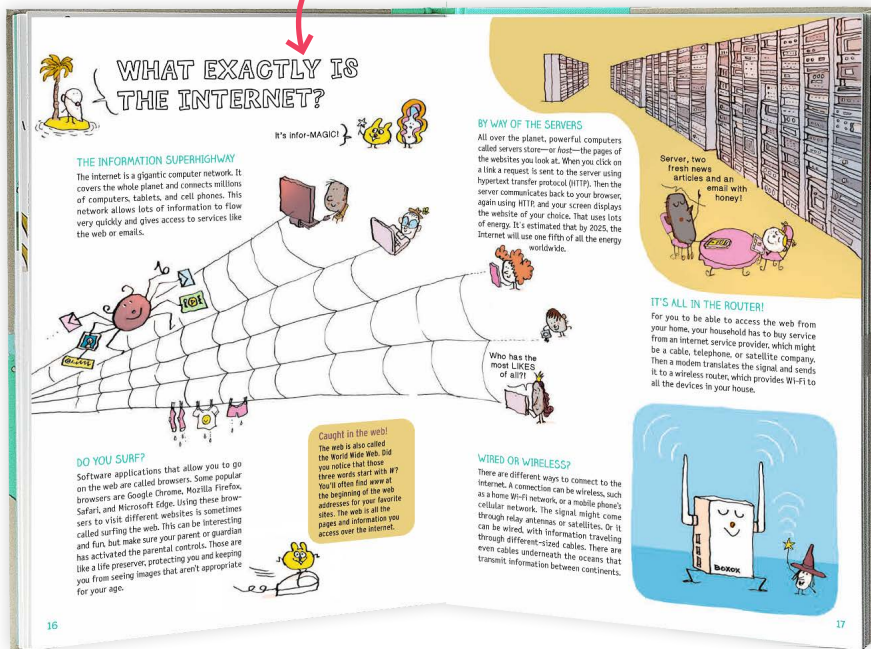 WHAT EXACTLY IS
THE INTERNET?
It's infor-MAGIC!
THE INFORMATION SUPERHIGHWAY
The internet is a gigantic computer network. It
covers the whole planet and connects millions
of computers, tablets, and cell phones. This
network allows lots of information to flow
very quickly and gives access to services like
the web or emails.
Who has the
most LIKES
of all?!
DO YOU SURF?
Software applications that allow you to go
on the web are called browsers. Some popular
browsers are Google Chrome, Mozilla Firefox,
Safari, and Microsoft Edge. Using these brow-
sers to visit different websites is sometimes
called surfing the web. This can be interesting
and fun, but make sure your parent or guardian
has activated the parental controls. Those are
like a life preserver, protecting you and keeping
you from seeing images that aren't appropriate
for your age.
Caught in the web!
The web is also called
the World Wide Web. Did
you notice that those
three words start with W?
You'll often find www at
the beginning of the web
addresses for your favorite
sites. The web is all the
pages and information you
access over the internet.
16
BY WAY OF THE SERVERS
All over the planet, powerful computers
called servers store—or host—the pages of
the websites you look at. When you click on
a link a request is sent to the server using
hypertext transfer protocol (HTTP). Then the
server communicates back to your browser,
again using HTTP, and your screen displays
the website of your choice. That uses lots
of energy. It's estimated that by 2025, the
Internet will use one fifth of all the energy
worldwide.
Server, two
fresh news
articles and an
email with
honey!
IT'S ALL IN THE ROUTER!
For you to be able to access the web from
your home, your household has to buy service
from an internet service provider, which might
be a cable, telephone, or satellite company.
Then a modem translates the signal and sends
it to a wireless router, which provides Wi-Fi to
all the devices in your house.
WIRED OR WIRELESS?
There are different ways to connect to the
internet. A connection can be wireless, such
as a home Wi-Fi network, or a mobile phone's
cellular network. The signal might come
through relay antennas or satellites. Or it
can be wired, with information traveling
through different-sized cables. There are
even cables underneath the oceans that
transmit information between continents.
BOXOX
17